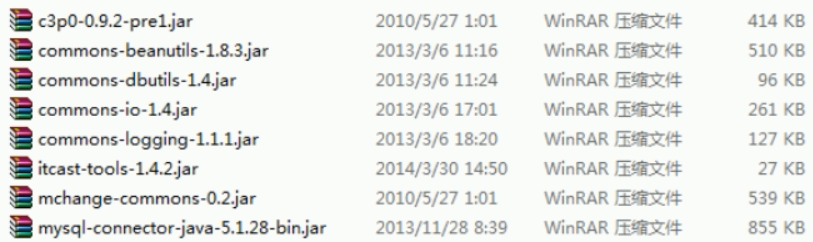 c3p0-0.9.2-pre1.jar 2010/5/27 1:01 WinRAR 压缩文件 414 KB
commons-beanutils-1.8.3.jar 2013/3/6 11:16 WinRAR 压缩文件 510 KB
commons-dbutils-1.4.jar 2013/3/6 11:24 WinRAR 压缩文件 96 KB
commons-io-1.4.jar 2013/3/6 17:01 WinRAR 压缩文件 261 KB
commons-logging-1.1.1.jar 2013/3/6 18:20 WinRAR 压缩文件 127 KB
itcast-tools-1.4.2.jar 2014/3/30 14:50 WinRAR 压缩文件 27 KB
mchange-commons-0.2.jar 2010/5/27 1:01 WinRAR 压缩文件 539 KB
mysql-connector-java-5.1.28-bin.jar 2013/11/28 8:39 WinRAR 压缩文件 855 KB